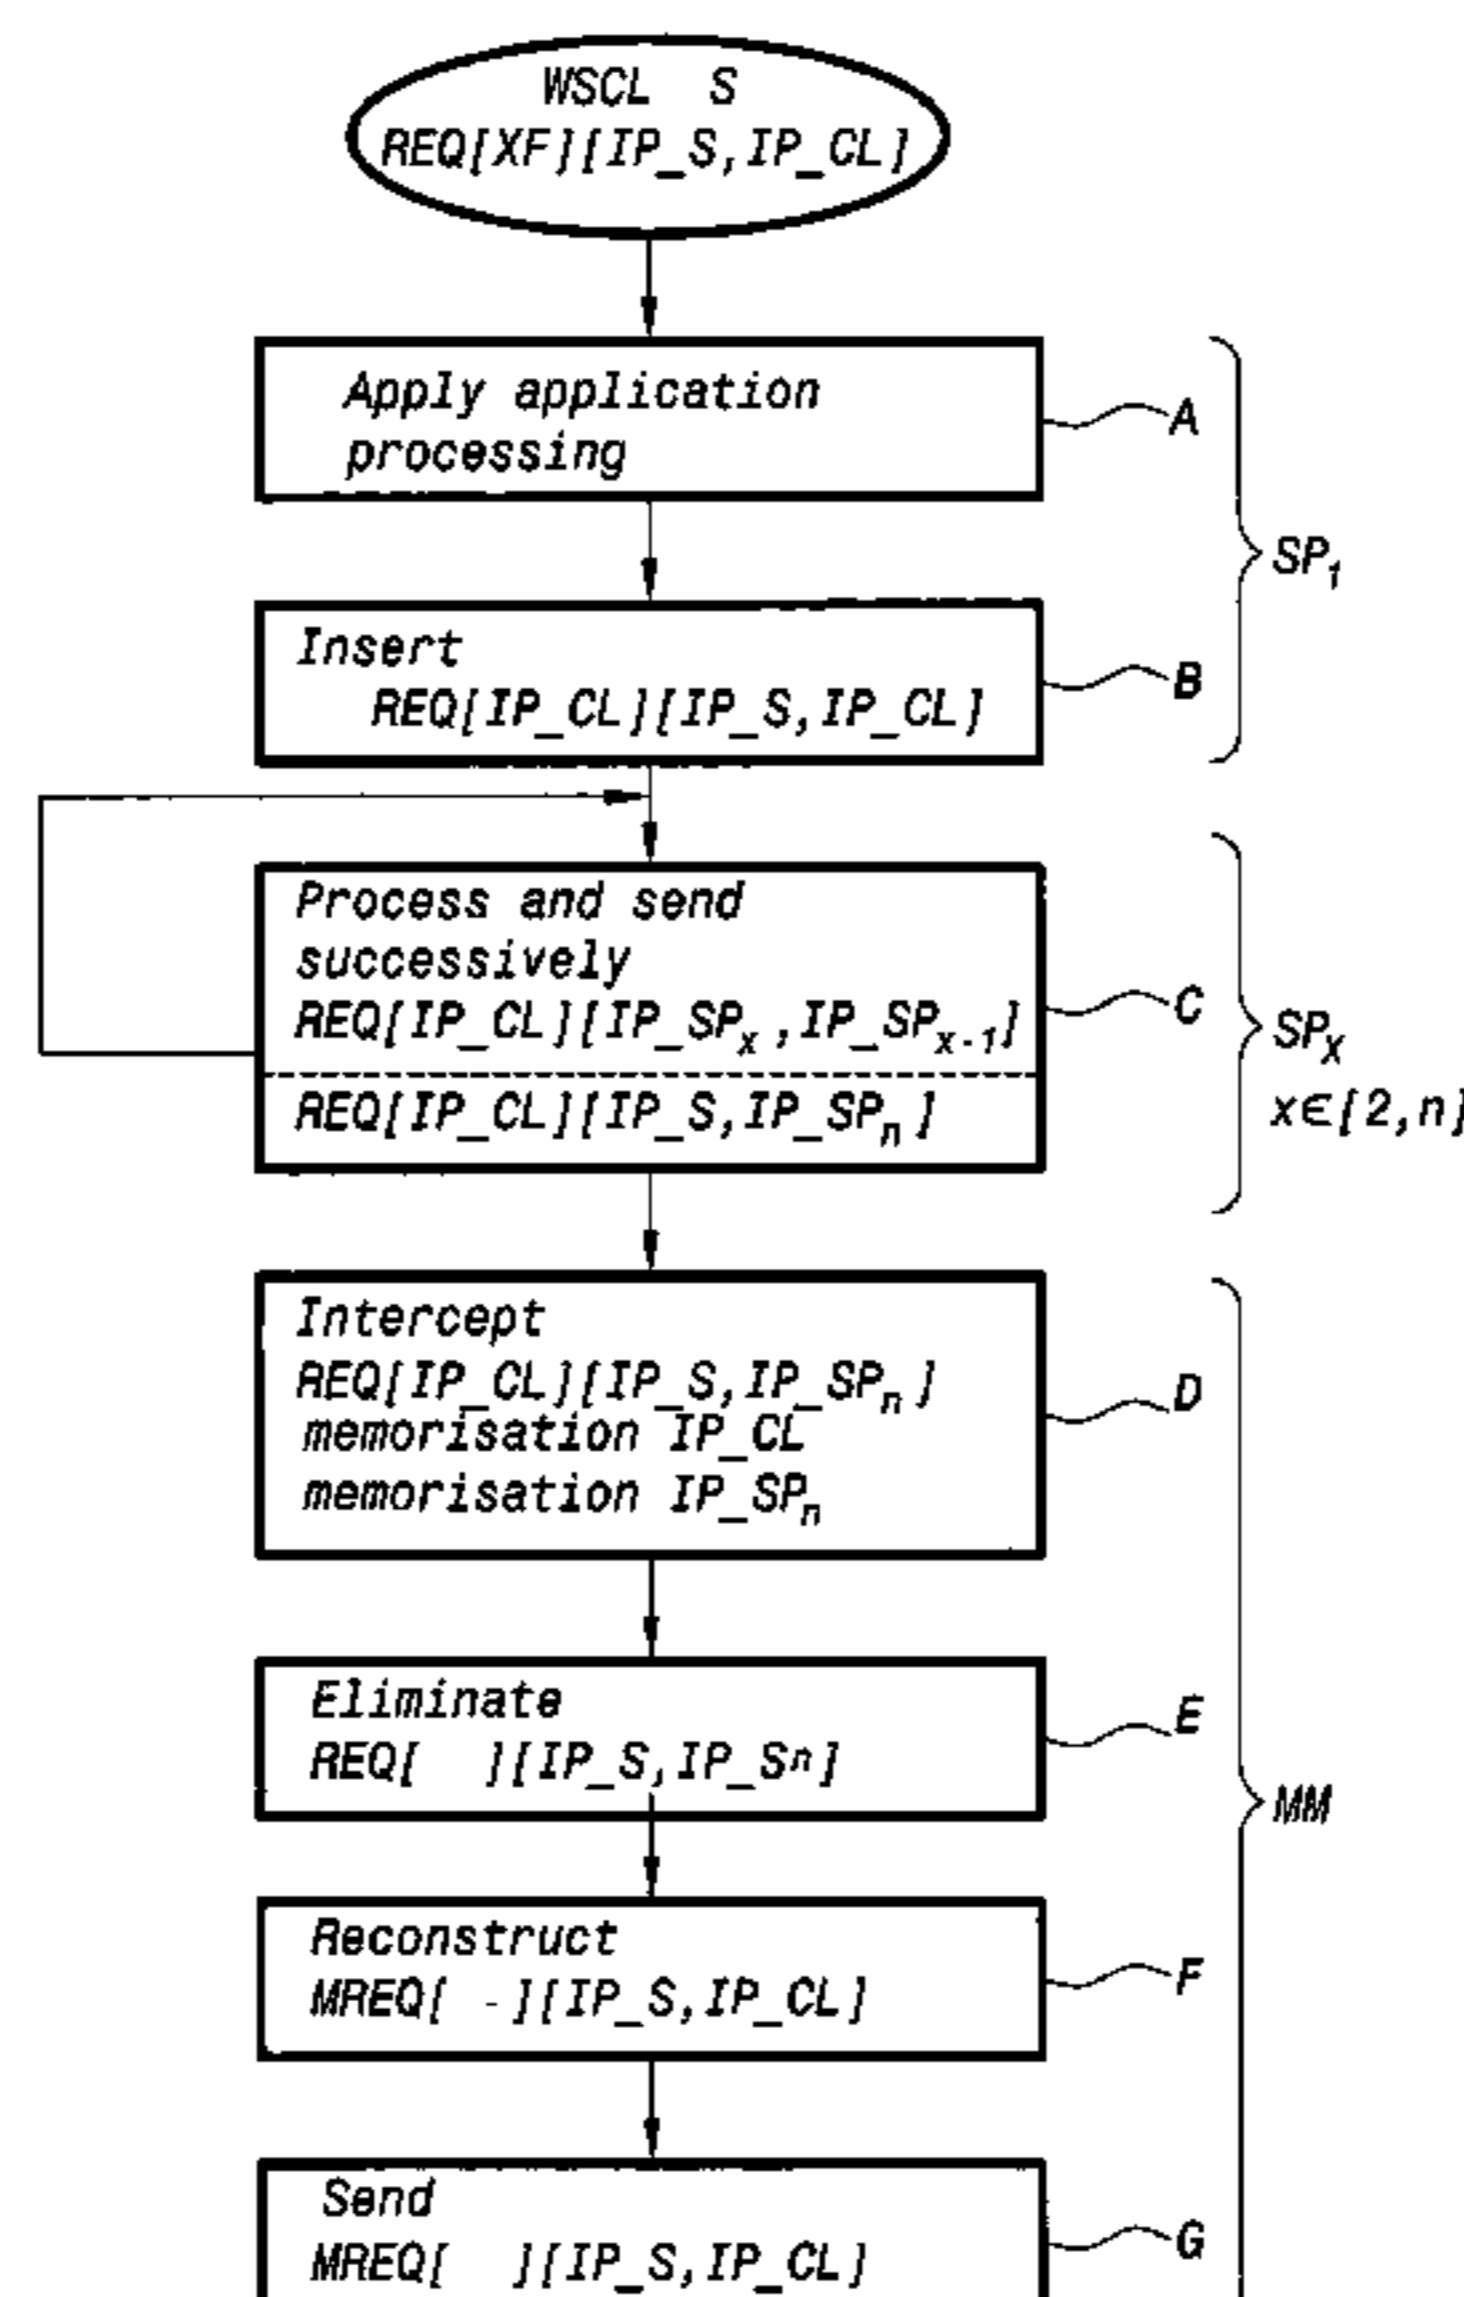 WSCL S
REQ[XF][IP_S,IP_CL]
Apply application
processing
A
SP1
Insert
REQ[IP_CL][IP_S,IP_CL]
B
Process and send
successively
REQ[IP_CL][IP_SPx,IP_SPx-1]
C
REQ[IP_CL][IP_S,IP_SPn]
SPX
x∈[2,n]
Intercept
REQ[IP_CL][IP_S,IP_SPn]
memorisation IP_CL
memorisation IP_SPn
D
Eliminate
REQ[ ][IP_S,IP_Sn]
E
MM
Reconstruct
MREQ[ - ][IP_S,IP_CL]
F
Send
MREQ[ ][IP_S,IP_CL]
G